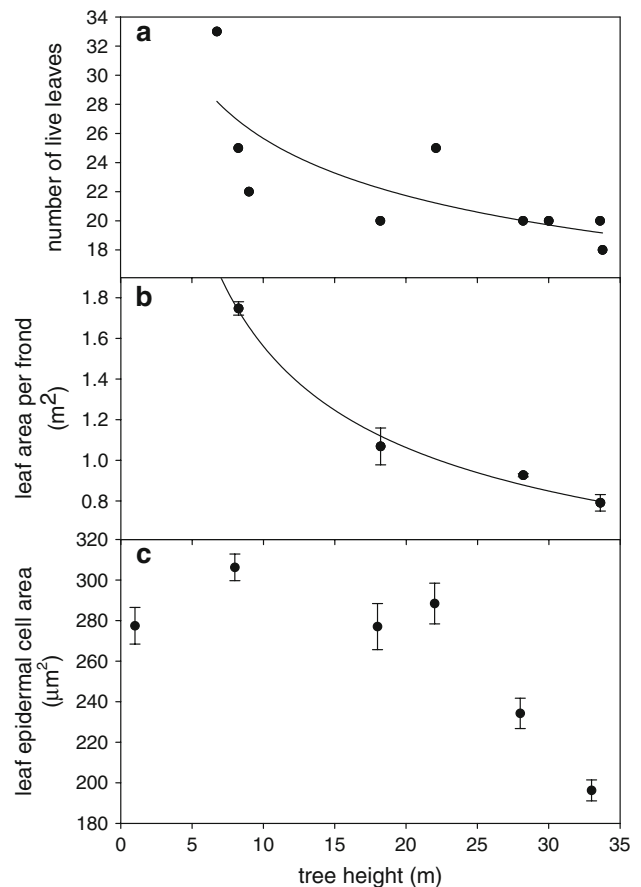 a
number of live leaves
34
32
30
28
26
24
22
20
18
b
leaf area per frond
(m2)
1.8
1.6
1.4
1.2
1.0
0.8
c
leaf epidermal cell area
(µm2)
320
300
280
260
240
220
200
180
0 5 10 15 20 25 30 35
tree height (m)